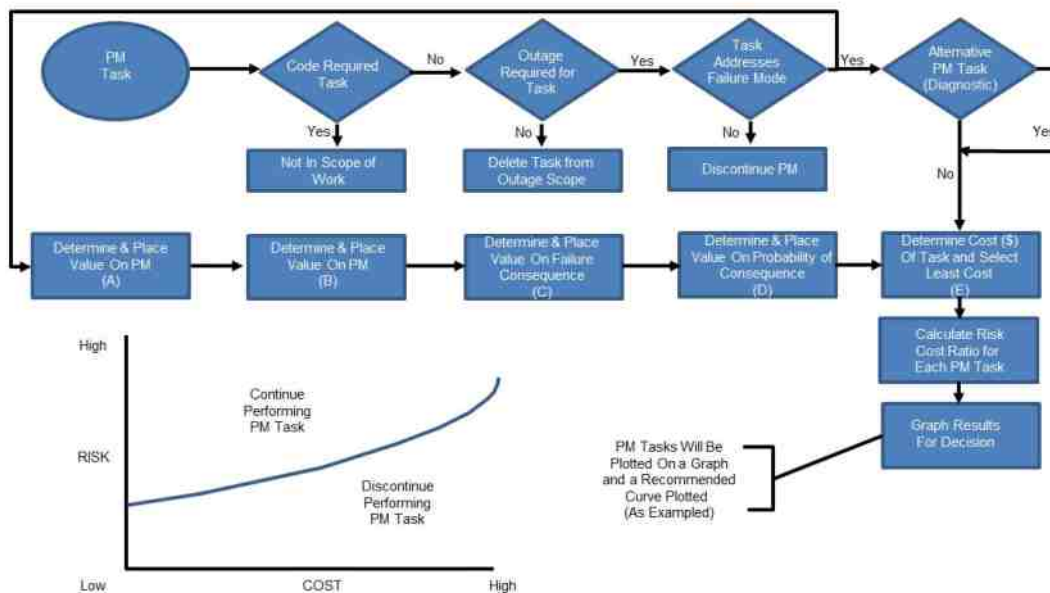 PM
Task
Code Required
Task
No
Outage
Required for
Task
Yes
Task
Addresses
Failure Mode
Yes
Alternative
PM Task
(Diagnostic)
Yes
No
No
Yes
No
Not In Scope of
Work
Delete Task from
Outage Scope
Discontinue PM
Determine & Place
Value On PM
(A)
Determine & Place
Value On PM
(B)
Determine & Place
Value On Failure
Consequence
(C)
Determine & Place
Value On Probability of
Consequence
(D)
Determine Cost ($)
Of Task and Select
Least Cost
(E)
Calculate Risk
Cost Ratio for
Each PM Task
Graph Results
For Decision
PM Tasks Will Be
Plotted On a Graph
and a Recommended
Curve Plotted
(As Exampled)
High
Continue
Performing
PM Task
RISK
Discontinue
Performing
PM Task
Low
COST
High